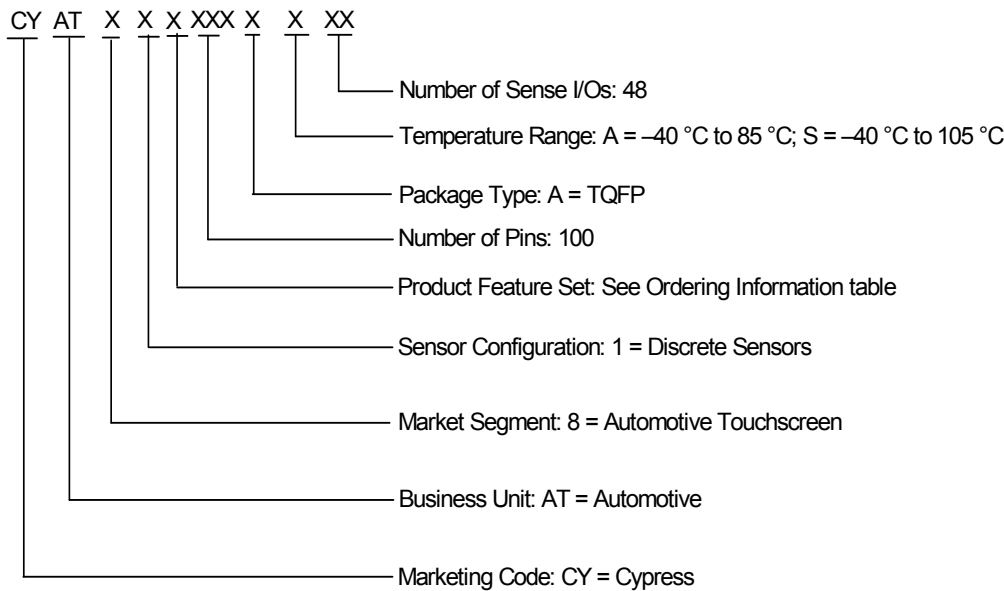 CY AT X X X XXX X X XX
Number of Sense I/Os: 48
Temperature Range: A = –40 °C to 85 °C; S = –40 °C to 105 °C
Package Type: A = TQFP
Number of Pins: 100
Product Feature Set: See Ordering Information table
Sensor Configuration: 1 = Discrete Sensors
Market Segment: 8 = Automotive Touchscreen
Business Unit: AT = Automotive
Marketing Code: CY = Cypress